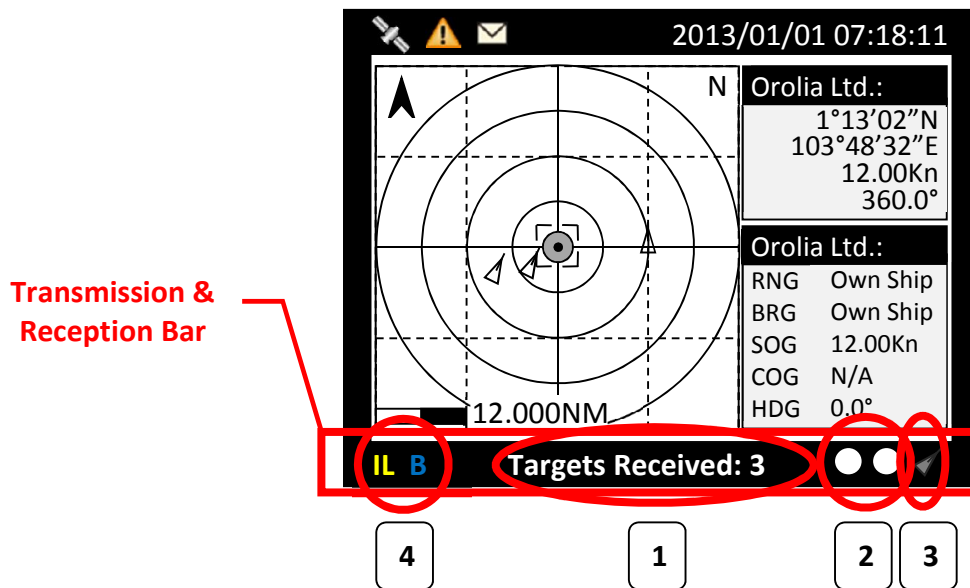 2013/01/01 07:18:11
N
Orolia Ltd.:
1°13’02”N
103°48’32”E
12.00Kn
360.0°
Orolia Ltd.:
RNG Own Ship
BRG Own Ship
SOG 12.00Kn
COG N/A
HDG 0.0°
12.000NM
Transmission &
Reception Bar
IL B Targets Received: 3
4 1 2 3